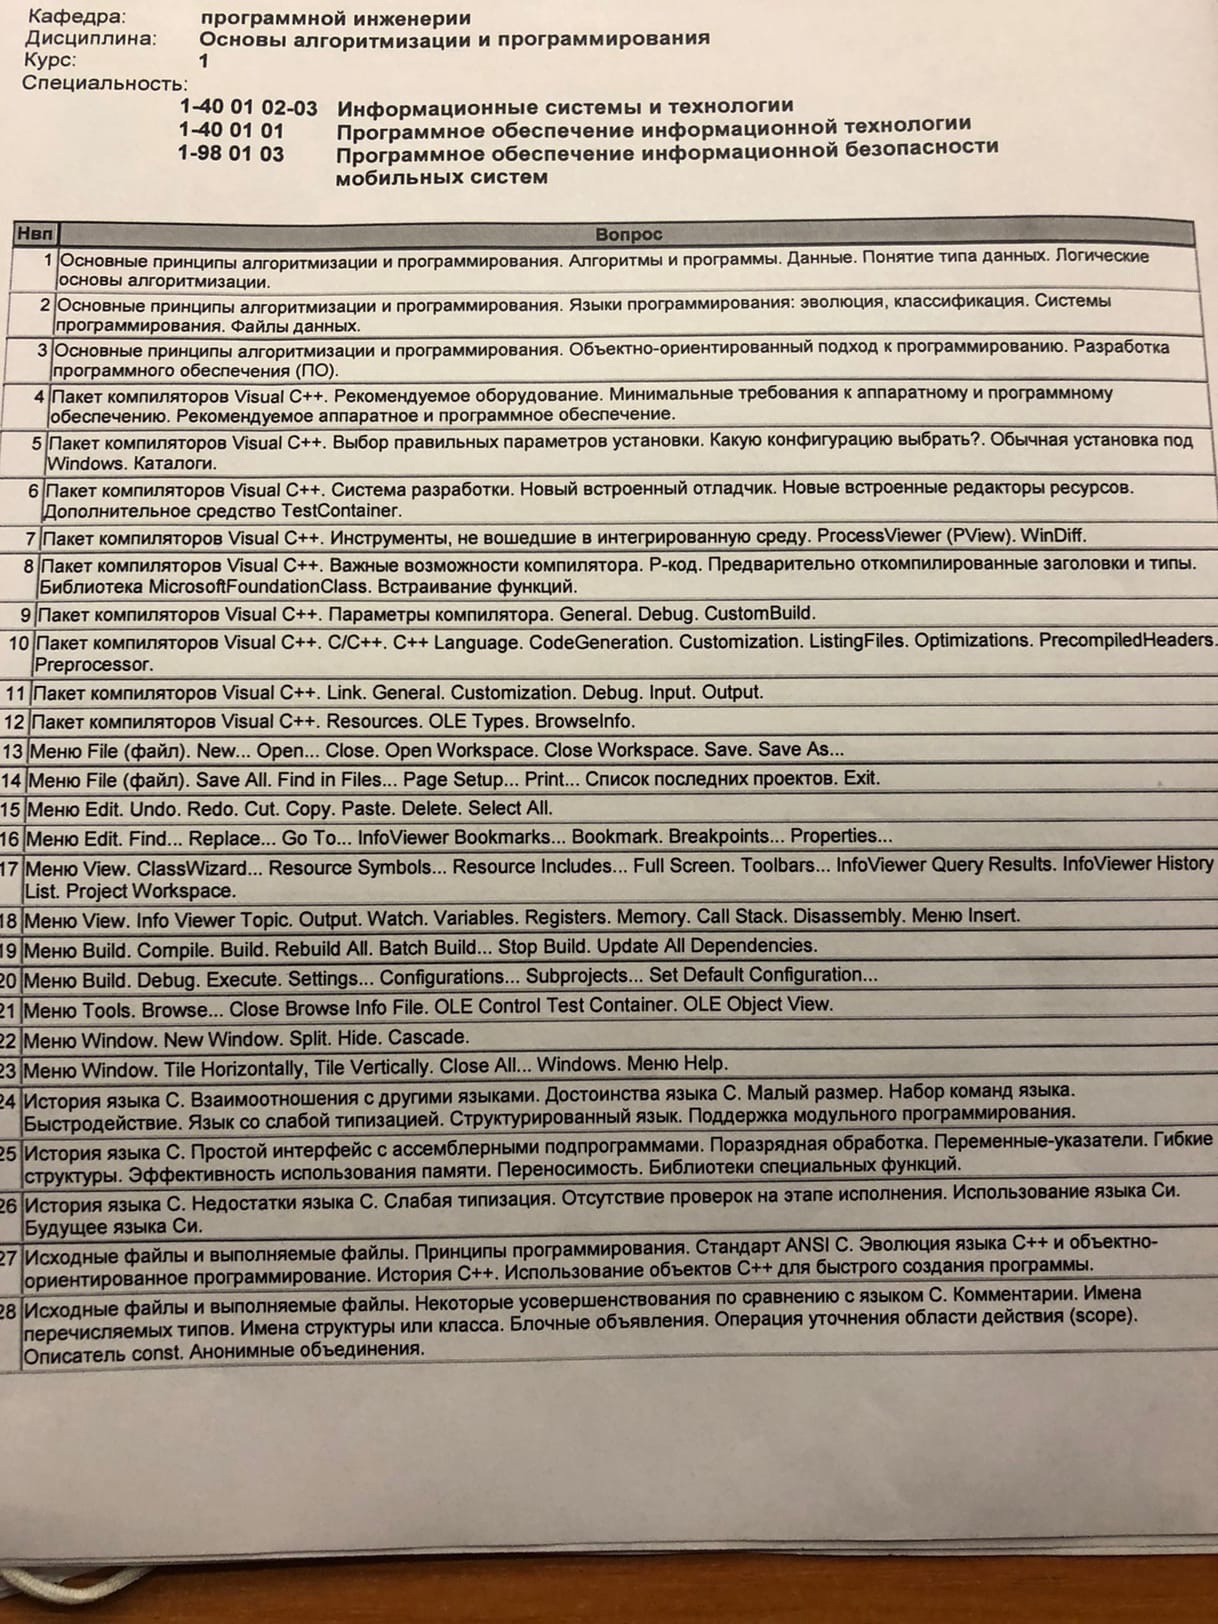 Кафедра: программной инженерии
Дисциплина: Основы алгоритмизации и программирования
Курс: 1
Специальность:
1-40 01 02-03 Информационные системы и технологии
1-40 01 01 Программное обеспечение информационной технологии
1-98 01 03 Программное обеспечение информационной безопасности
мобильных систем
Nвп Вопрос
1 Основные принципы алгоритмизации и программирования. Алгоритмы и программы. Данные. Понятие типа данных. Логические
основы алгоритмизации.
2 Основные принципы алгоритмизации и программирования. Языки программирования: эволюция, классификация. Системы
программирования. Файлы данных.
3 Основные принципы алгоритмизации и программирования. Объектно-ориентированный подход к программированию. Разработка
программного обеспечения (ПО).
4 Пакет компиляторов Visual C++. Рекомендуемое оборудование. Минимальные требования к аппаратному и программному
обеспечению. Рекомендуемое аппаратное и программное обеспечение.
5 Пакет компиляторов Visual C++. Выбор правильных параметров установки. Какую конфигурацию выбрать?. Обычная установка под
Windows. Каталоги.
6 Пакет компиляторов Visual C++. Система разработки. Новый встроенный отладчик. Новые встроенные редакторы ресурсов.
Дополнительное средство TestContainer.
7 Пакет компиляторов Visual C++. Инструменты, не вошедшие в интегрированную среду. ProcessViewer (PView). WinDiff.
8 Пакет компиляторов Visual C++. Важные возможности компилятора. Р-код. Предварительно откомпилированные заголовки и типы.
Библиотека MicrosoftFoundationClass. Встраивание функций.
9 Пакет компиляторов Visual C++. Параметры компилятора. General. Debug. CustomBuild.
10 Пакет компиляторов Visual C++. C/C++. C++ Language. CodeGeneration. Customization. ListingFiles. Optimizations. PrecompiledHeaders.
Preprocessor.
11 Пакет компиляторов Visual C++. Link. General. Customization. Debug. Input. Output.
12 Пакет компиляторов Visual C++. Resources. OLE Types. BrowseInfo.
13 Меню File (файл). New... Open... Close. Open Workspace. Close Workspace. Save. Save As...
14 Меню File (файл). Save All. Find in Files... Page Setup... Print... Список последних проектов. Exit.
15 Меню Edit. Undo. Redo. Cut. Copy. Paste. Delete. Select All.
16 Меню Edit. Find... Replace... Go To... InfoViewer Bookmarks... Bookmark. Breakpoints... Properties...
17 Меню View. ClassWizard... Resource Symbols... Resource Includes... Full Screen. Toolbars... InfoViewer Query Results. InfoViewer History
List. Project Workspace.
18 Меню View. Info Viewer Topic. Output. Watch. Variables. Registers. Memory. Call Stack. Disassembly. Меню Insert.
19 Меню Build. Compile. Build. Rebuild All. Batch Build... Stop Build. Update All Dependencies.
20 Меню Build. Debug. Execute. Settings... Configurations... Subprojects... Set Default Configuration...
21 Меню Tools. Browse... Close Browse Info File. OLE Control Test Container. OLE Object View.
22 Меню Window. New Window. Split. Hide. Cascade.
23 Меню Window. Tile Horizontally, Tile Vertically. Close All... Windows. Меню Help.
24 История языка С. Взаимоотношения с другими языками. Достоинства языка С. Малый размер. Набор команд языка.
Быстродействие. Язык со слабой типизацией. Структурированный язык. Поддержка модульного программирования.
25 История языка С. Простой интерфейс с ассемблерными подпрограммами. Поразрядная обработка. Переменные-указатели. Гибкие
структуры. Эффективность использования памяти. Переносимость. Библиотеки специальных функций.
26 История языка С. Недостатки языка С. Слабая типизация. Отсутствие проверок на этапе исполнения. Использование языка Си.
Будущее языка Си.
27 Исходные файлы и выполняемые файлы. Принципы программирования. Стандарт ANSI C. Эволюция языка С++ и объектно-
ориентированное программирование. История С++. Использование объектов С++ для быстрого создания программы.
28 Исходные файлы и выполняемые файлы. Некоторые усовершенствования по сравнению с языком С. Комментарии. Имена
перечисляемых типов. Имена структуры или класса. Блочные объявления. Операция уточнения области действия (scope).
Описатель const. Анонимные объединения.